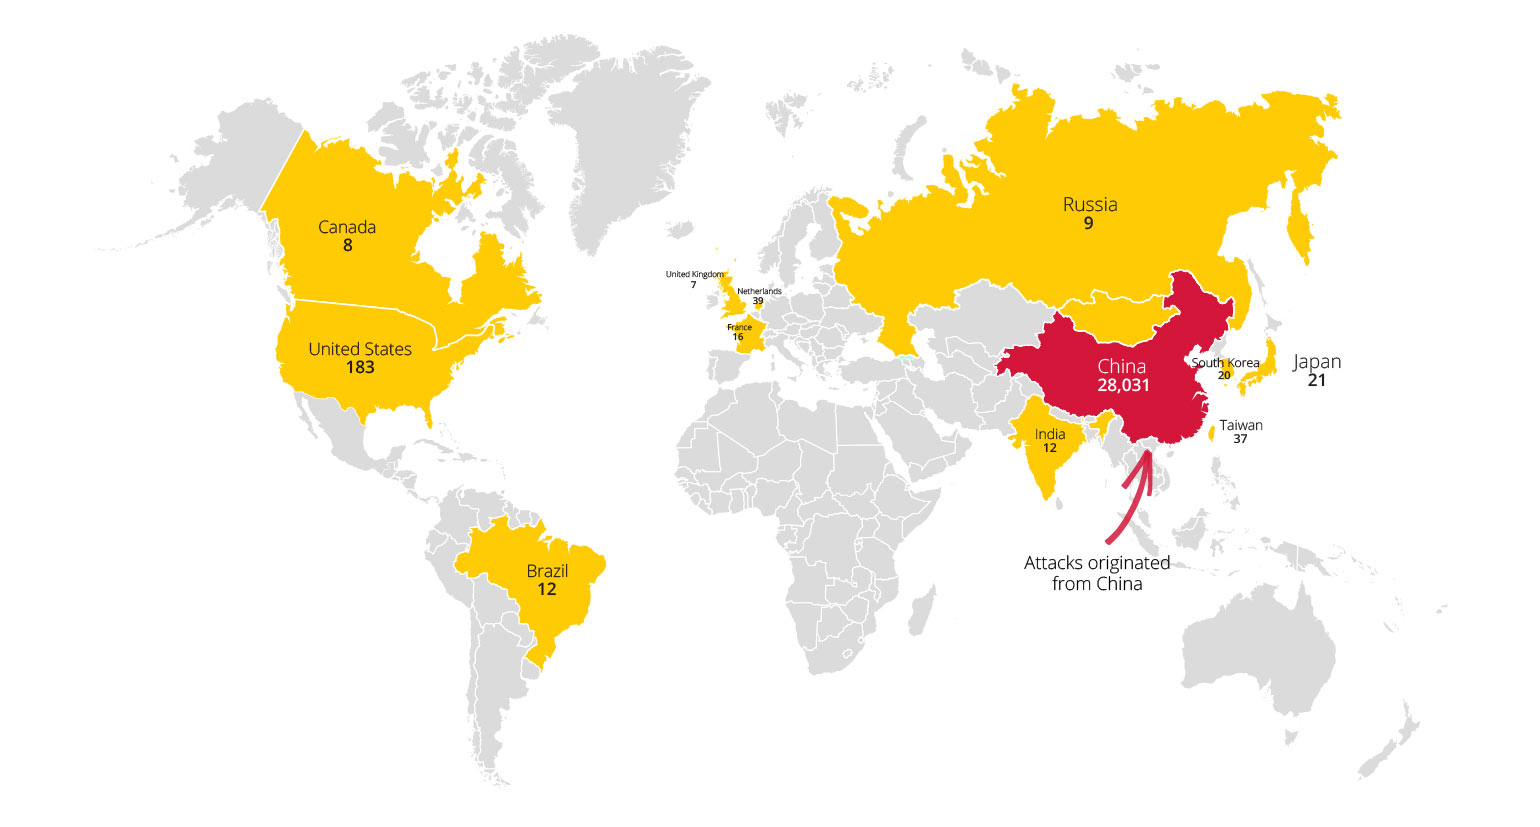 Canada
8
United States
183
Brazil
12
United Kingdom
7
Netherlands
39
France
16
Russia
9
China
28,031
South Korea
20
Japan
21
Taiwan
37
India
12
Attacks originated
from China